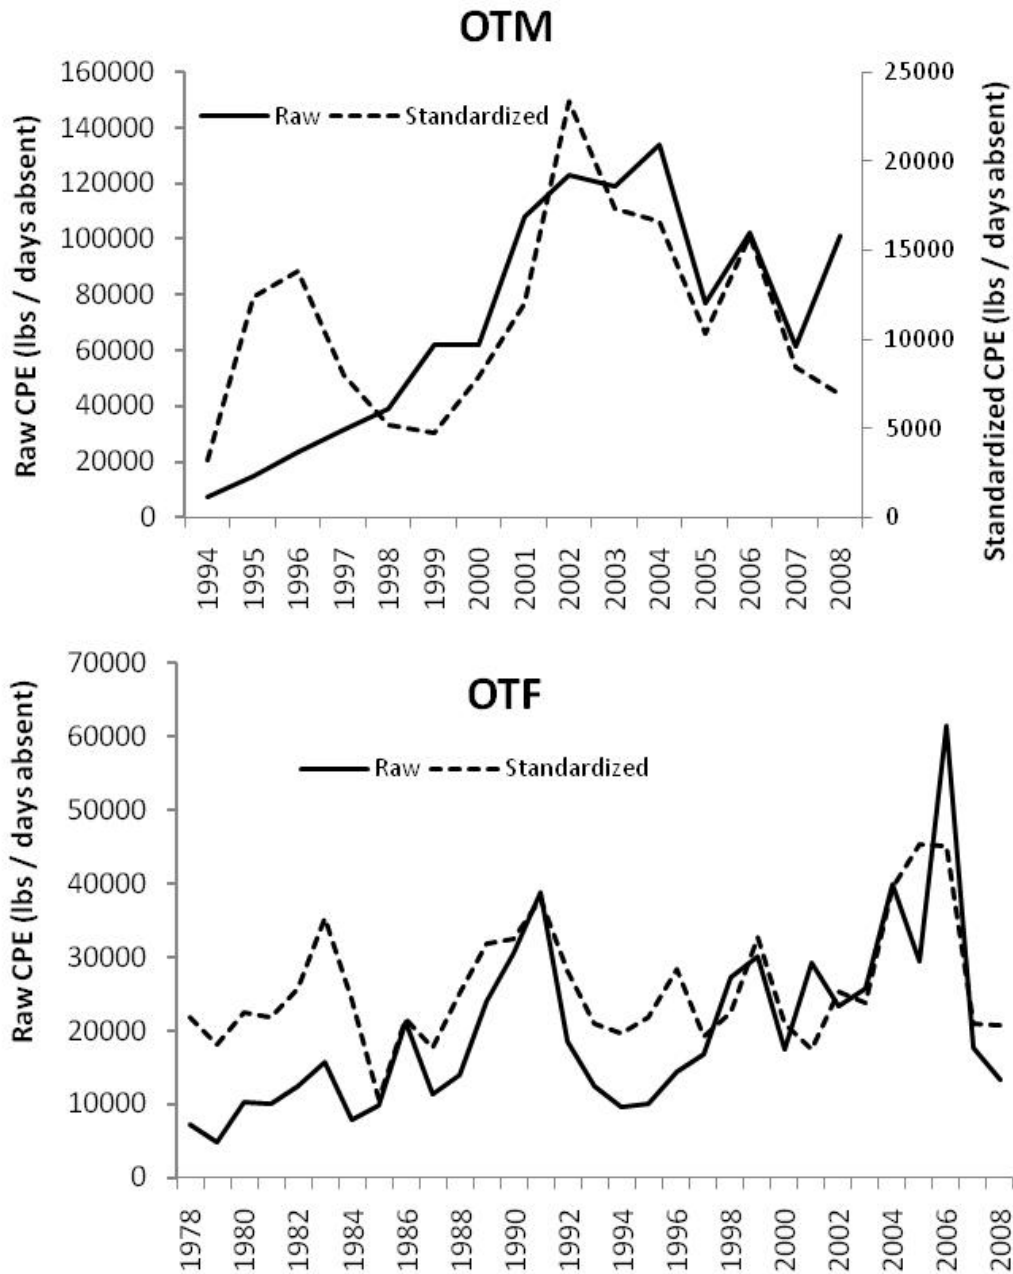 OTM
160000
140000
120000
100000
80000
60000
40000
20000
0
Raw CPE (lbs / days absent)
Raw Standardized
25000
20000
15000
10000
5000
0
Standardized CPE (lbs / days absent)
1994 1995 1996 1997 1998 1999 2000 2001 2002 2003 2004 2005 2006 2007 2008
OTF
70000
60000
50000
40000
30000
20000
10000
0
Raw CPE (lbs / days absent)
Raw Standardized
1978 1980 1982 1984 1986 1988 1990 1992 1994 1996 1998 2000 2002 2004 2006 2008